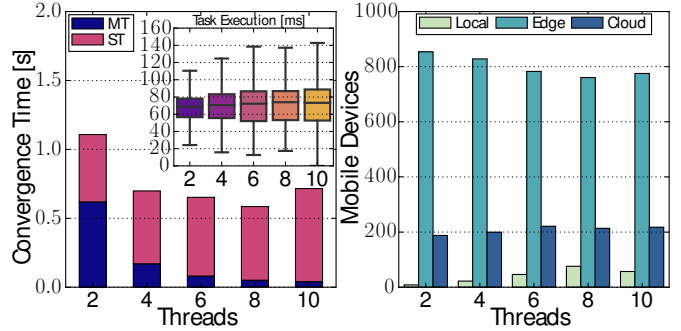 MT
ST
Task Execution [ms]
160
140
120
100
80
60
40
20
0
2 4 6 8 10
2.0
1.5
1.0
0.5
0.0
Convergence Time [s]
2 4 6 8 10
Threads
Local Edge Cloud
1000
800
600
400
200
0
Mobile Devices
2 4 6 8 10
Threads